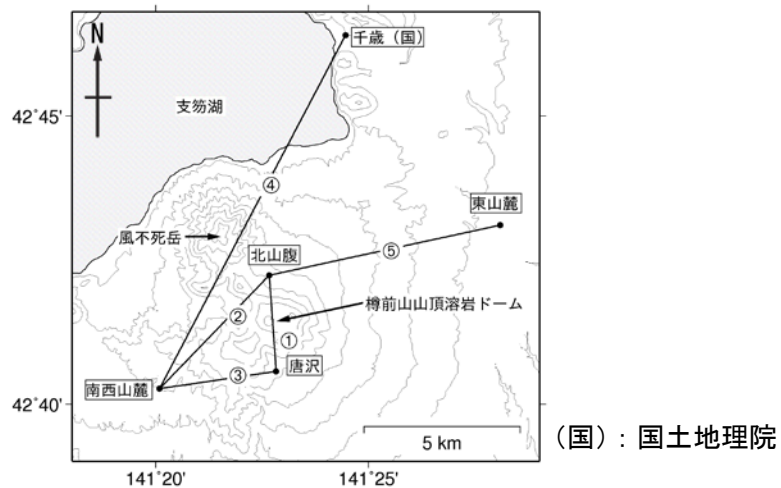 N
千歳（国）
42°45'
支笏湖
④
東山麓
風不死岳
北山腹
⑤
樽前山山頂溶岩ドーム
②
①
③
唐沢
南西山麓
42°40'
5 km
（国）：国土地理院
141°20'
141°25'